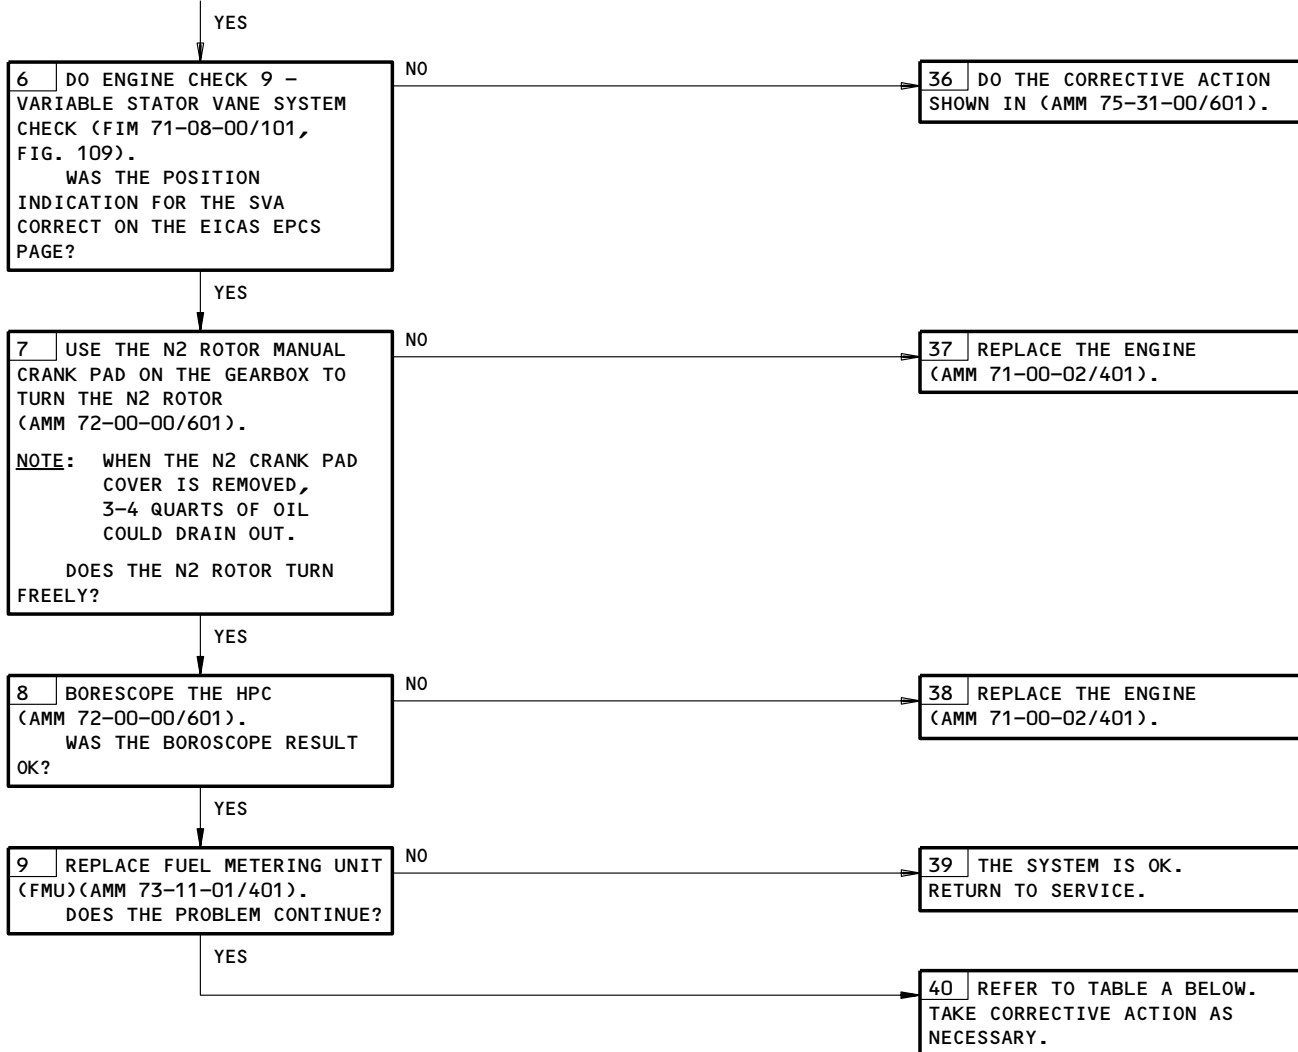 YES
6 DO ENGINE CHECK 9 –
VARIABLE STATOR VANE SYSTEM
CHECK (FIM 71–08–00/101,
FIG. 109).
WAS THE POSITION
INDICATION FOR THE SVA
CORRECT ON THE EICAS EPCS
PAGE?
NO
36 DO THE CORRECTIVE ACTION
SHOWN IN (AMM 75–31–00/601).
YES
7 USE THE N2 ROTOR MANUAL
CRANK PAD ON THE GEARBOX TO
TURN THE N2 ROTOR
(AMM 72–00–00/601).
NOTE: WHEN THE N2 CRANK PAD
COVER IS REMOVED,
3–4 QUARTS OF OIL
COULD DRAIN OUT.
DOES THE N2 ROTOR TURN
FREELY?
NO
37 REPLACE THE ENGINE
(AMM 71–00–02/401).
YES
8 BORESCOPE THE HPC
(AMM 72–00–00/601).
WAS THE BOROSCOPE RESULT
OK?
NO
38 REPLACE THE ENGINE
(AMM 71–00–02/401).
YES
9 REPLACE FUEL METERING UNIT
(FMU)(AMM 73–11–01/401).
DOES THE PROBLEM CONTINUE?
NO
39 THE SYSTEM IS OK.
RETURN TO SERVICE.
YES
40 REFER TO TABLE A BELOW.
TAKE CORRECTIVE ACTION AS
NECESSARY.